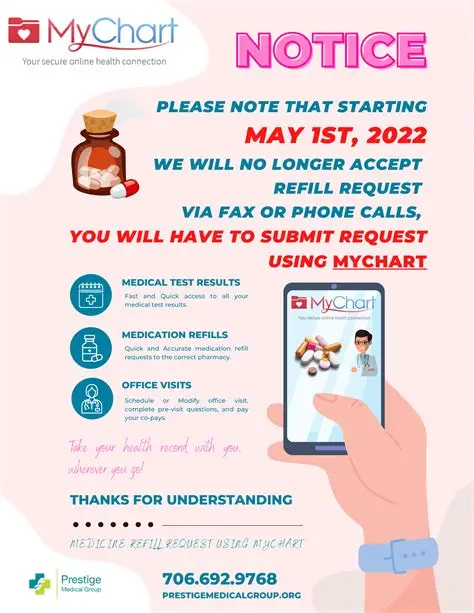 MyChart
Your secure online health connection
NOTICE
PLEASE NOTE THAT STARTING
MAY 1ST, 2022
WE WILL NO LONGER ACCEPT
REFILL REQUEST
VIA FAX OR PHONE CALLS,
YOU WILL HAVE TO SUBMIT REQUEST
USING MYCHART
MEDICAL TEST RESULTS
Fast and Quick access to all your
medical test results.
MEDICATION REFILLS
Quick and Accurate medication refill
requests to the correct pharmacy.
OFFICE VISITS
Schedule or Modify office visit,
complete pre-visit questions, and pay
your co-pays.
MyChart
Your secure online health connection
Take your health record with you,
wherever you go!
THANKS FOR UNDERSTANDING
MEDICINE REFILL REQUEST USING MYCHART
Prestige
Medical Group
706.692.9768
PRESTIGEMEDICALGROUP.ORG